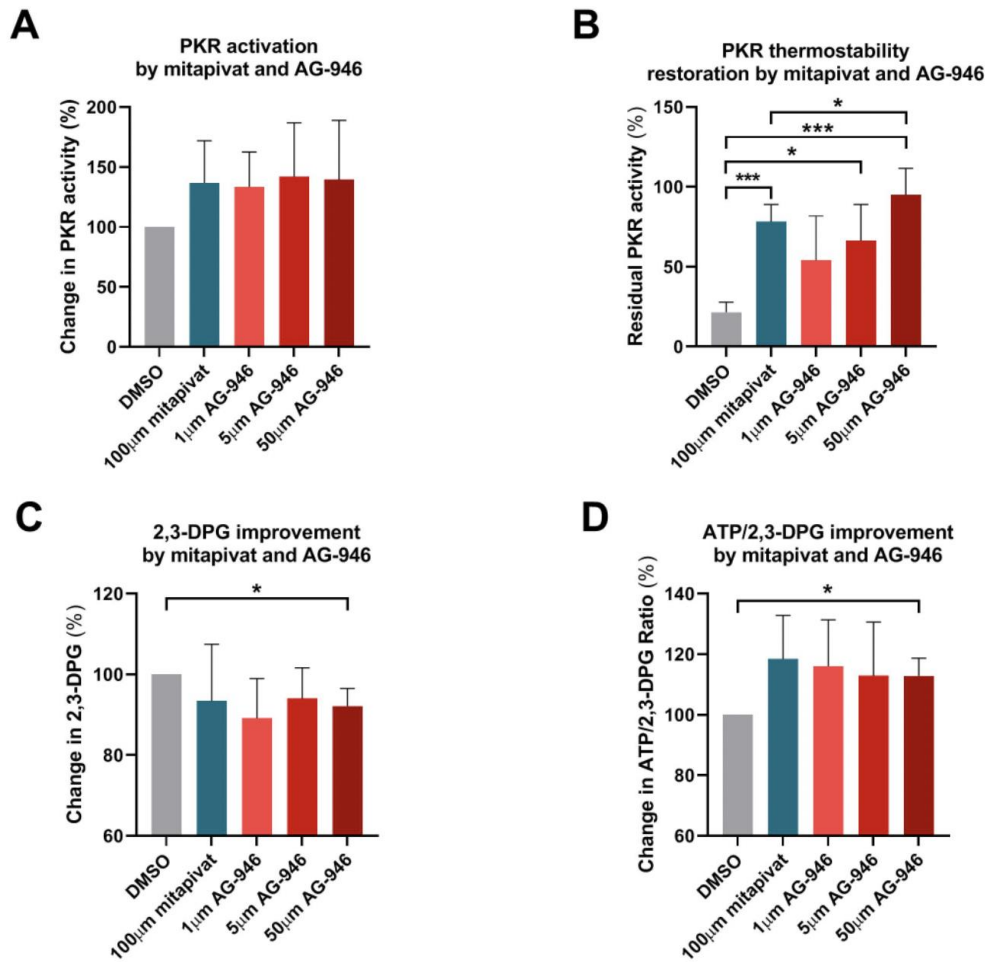 A
PKR activation
by mitapivat and AG-946
Change in PKR activity (%)
200
150
100
50
0
DMSO
100μm mitapivat
1μm AG-946
5μm AG-946
50μm AG-946
B
PKR thermostability
restoration by mitapivat and AG-946
Residual PKR activity (%)
150
100
50
0
*
***
*
***
DMSO
100μm mitapivat
1μm AG-946
5μm AG-946
50μm AG-946
C
2,3-DPG improvement
by mitapivat and AG-946
Change in 2,3-DPG (%)
120
100
80
60
*
DMSO
100μm mitapivat
1μm AG-946
5μm AG-946
50μm AG-946
D
ATP/2,3-DPG improvement
by mitapivat and AG-946
Change in ATP/2,3-DPG Ratio (%)
140
120
100
80
60
*
DMSO
100μm mitapivat
1μm AG-946
5μm AG-946
50μm AG-946